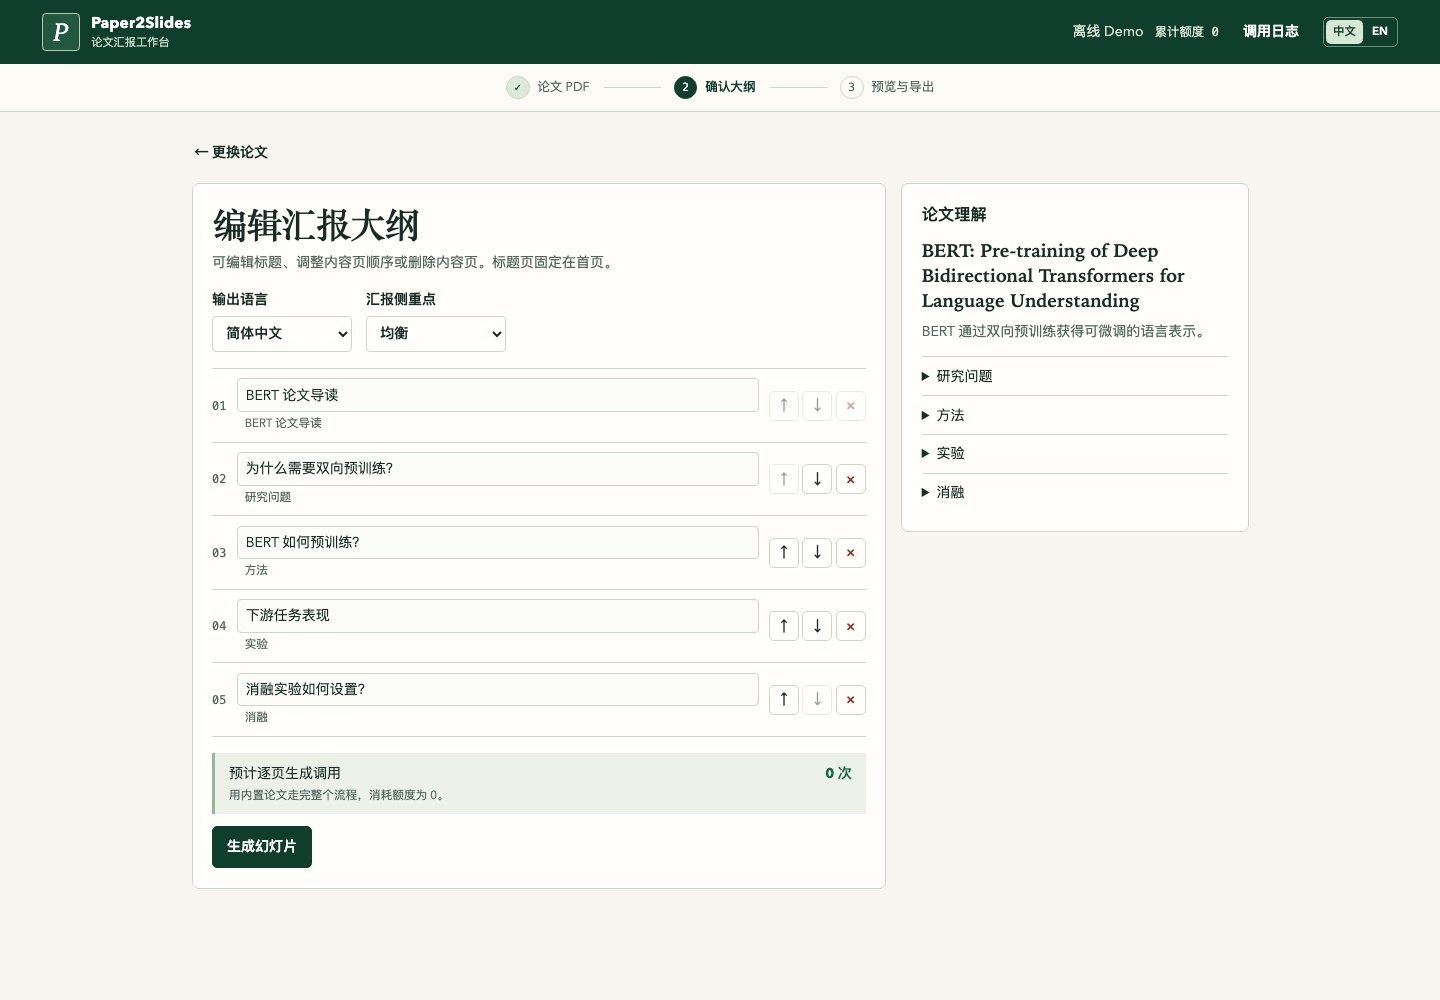 P
Paper2Slides
论文汇报工作台
离线 Demo 累计额度 0 调用日志 中文 EN
✓ 论文 PDF 2 确认大纲 3 预览与导出
← 更换论文
编辑汇报大纲
可编辑标题、调整内容页顺序或删除内容页。标题页固定在首页。
输出语言 汇报侧重点
简体中文 均衡
01 BERT 论文导读 ↑ ↓ ×
BERT 论文导读
02 为什么需要双向预训练? ↑ ↓ ×
研究问题
03 BERT 如何预训练? ↑ ↓ ×
方法
04 下游任务表现 ↑ ↓ ×
实验
05 消融实验如何设置? ↑ ↓ ×
消融
预计逐页生成调用 0 次
用内置论文走完整个流程，消耗额度为 0。
生成幻灯片
论文理解
BERT: Pre-training of Deep
Bidirectional Transformers for
Language Understanding
BERT 通过双向预训练获得可微调的语言表示。
▶ 研究问题
▶ 方法
▶ 实验
▶ 消融